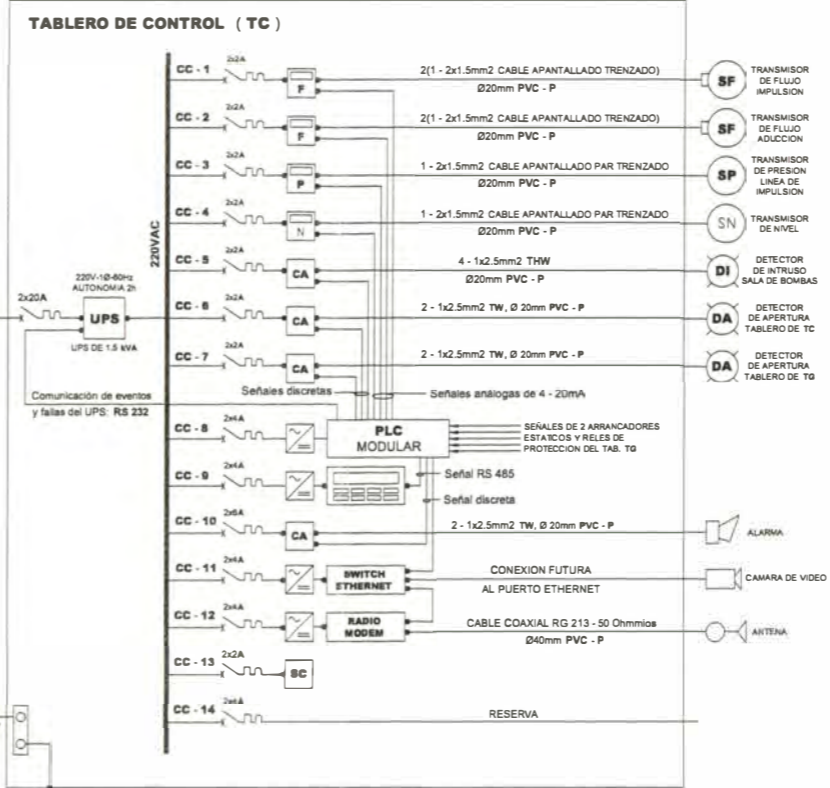 TABLERO DE CONTROL ( TC )
220VAC
CC - 1
2x2A
F
2(1 - 2x1.5mm2 CABLE APANTALLADO TRENZADO)
Ø20mm PVC - P
SF
TRANSMISOR
DE FLUJO
IMPULSION
CC - 2
2x2A
F
2(1 - 2x1.5mm2 CABLE APANTALLADO TRENZADO)
Ø20mm PVC - P
SF
TRANSMISOR
DE FLUJO
ADUCCION
CC - 3
2x2A
P
1 - 2x1.5mm2 CABLE APANTALLADO PAR TRENZADO
Ø20mm PVC - P
SP
TRANSMISOR
DE PRESION
LINEA DE
IMPULSION
CC - 4
2x2A
N
1 - 2x1.5mm2 CABLE APANTALLADO PAR TRENZADO
Ø20mm PVC - P
SN
TRANSMISOR
DE NIVEL
CC - 5
2x2A
CA
4 - 1x2.5mm2 THW
Ø20mm PVC - P
DI
DETECTOR
DE INTRUSO
SALA DE BOMBAS
220V-1Ø-60Hz
AUTONOMIA 2h
2x20A
UPS
UPS DE 1.5 kVA
CC - 6
2x2A
CA
2 - 1x2.5mm2 TW, Ø 20mm PVC - P
DA
DETECTOR
DE APERTURA
TABLERO DE TC
CC - 7
2x2A
CA
2 - 1x2.5mm2 TW, Ø 20mm PVC - P
DA
DETECTOR
DE APERTURA
TABLERO DE TG
Señales discretas
Señales análogas de 4 - 20mA
Comunicación de eventos
y fallas del UPS: RS 232
CC - 8
2x4A
PLC
MODULAR
SEÑALES DE 2 ARRANCADORES
ESTATICOS Y RELES DE
PROTECCION DEL TAB. TG
CC - 9
2x4A
Señal RS 485
Señal discreta
CC - 10
2x6A
CA
2 - 1x2.5mm2 TW, Ø 20mm PVC - P
ALARMA
CC - 11
2x4A
SWITCH
ETHERNET
CONEXION FUTURA
AL PUERTO ETHERNET
CAMARA DE VIDEO
CC - 12
2x4A
RADIO
MODEM
CABLE COAXIAL RG 213 - 50 Ohmmios
Ø40mm PVC - P
ANTENA
CC - 13
2x2A
SC
CC - 14
2x4A
RESERVA